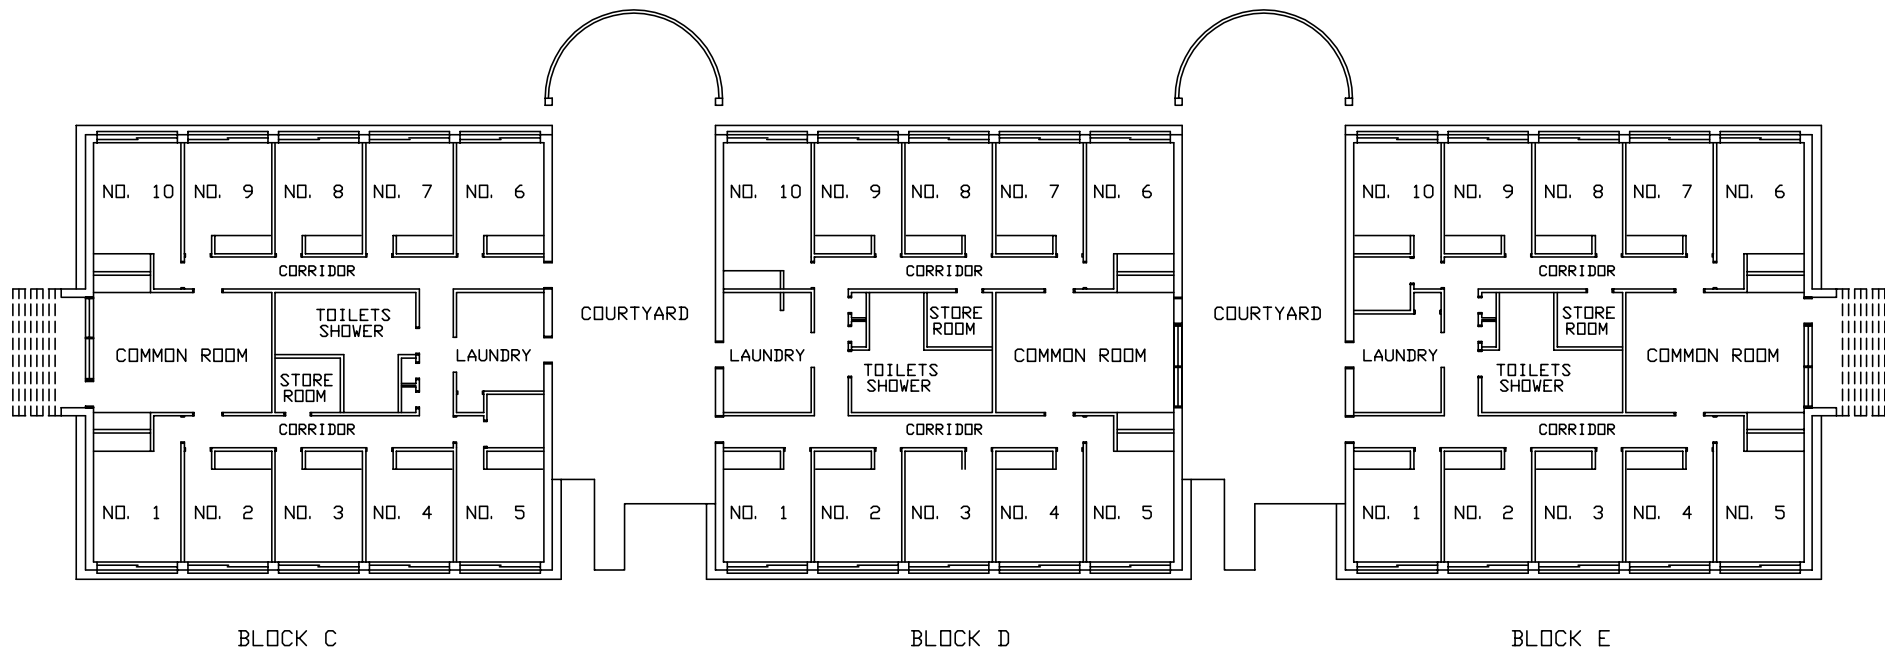 NO. 10 NO. 9 NO. 8 NO. 7 NO. 6 NO. 10 NO. 9 NO. 8 NO. 7 NO. 6 NO. 10 NO. 9 NO. 8 NO. 7 NO. 6
CORRIDOR CORRIDOR CORRIDOR
TOILETS
SHOWER
COURTYARD
STORE
ROOM
COURTYARD
STORE
ROOM
COMMON ROOM
LAUNDRY
LAUNDRY
COMMON ROOM
LAUNDRY
COMMON ROOM
STORE
ROOM
TOILETS
SHOWER
TOILETS
SHOWER
CORRIDOR CORRIDOR CORRIDOR
NO. 1 NO. 2 NO. 3 NO. 4 NO. 5 NO. 1 NO. 2 NO. 3 NO. 4 NO. 5 NO. 1 NO. 2 NO. 3 NO. 4 NO. 5
BLOCK C BLOCK D BLOCK E